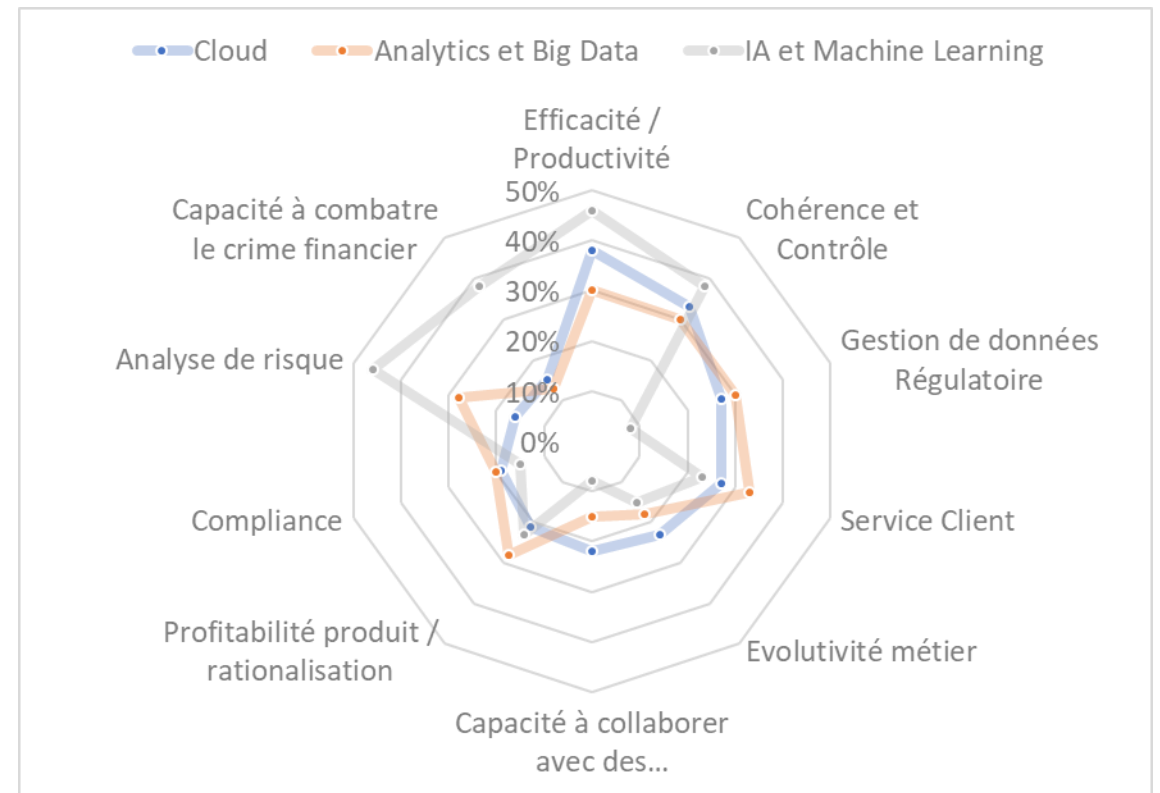 Cloud Analytics et Big Data IA et Machine Learning
Efficacité /
Productivité
Cohérence et
Contrôle
Gestion de données
Régulatoire
Service Client
Evolutivité métier
Capacité à collaborer
avec des...
Profitabilité produit /
rationalisation
Compliance
Analyse de risque
Capacité à combatre
le crime financier
50%
40%
30%
20%
10%
0%